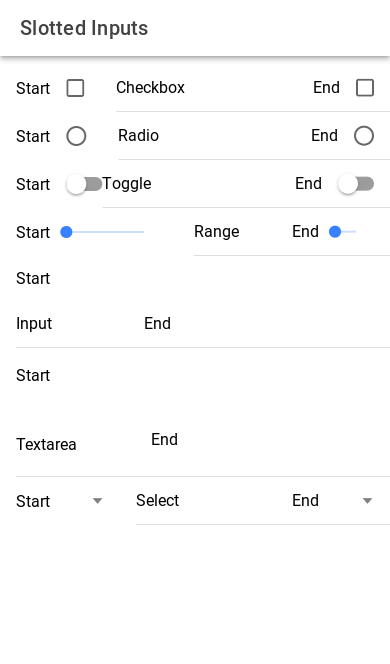 Slotted Inputs
Start Checkbox End
Start Radio End
Start Toggle End
Start Range End
Start
Input End
Start
End
Textarea
Start Select End